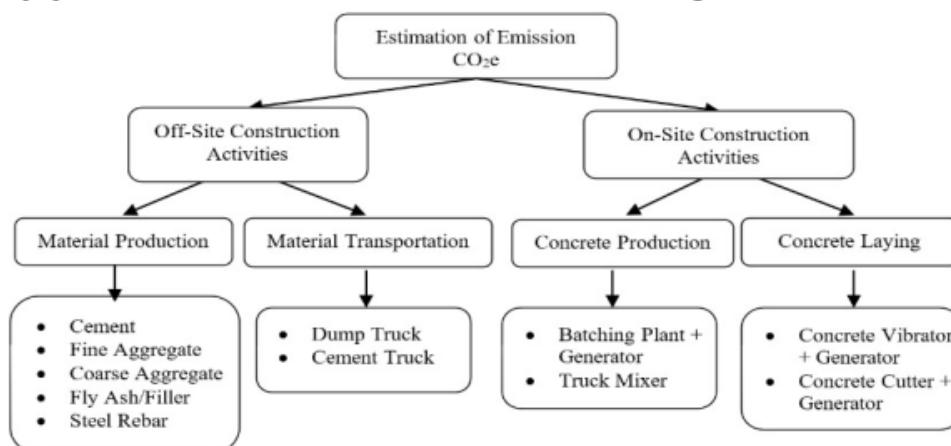 Estimation of Emission
CO₂e
Off-Site Construction
Activities
On-Site Construction
Activities
Material Production
Material Transportation
Concrete Production
Concrete Laying
• Cement
• Fine Aggregate
• Coarse Aggregate
• Fly Ash/Filler
• Steel Rebar
• Dump Truck
• Cement Truck
• Batching Plant +
Generator
• Truck Mixer
• Concrete Vibrator
+ Generator
• Concrete Cutter +
Generator